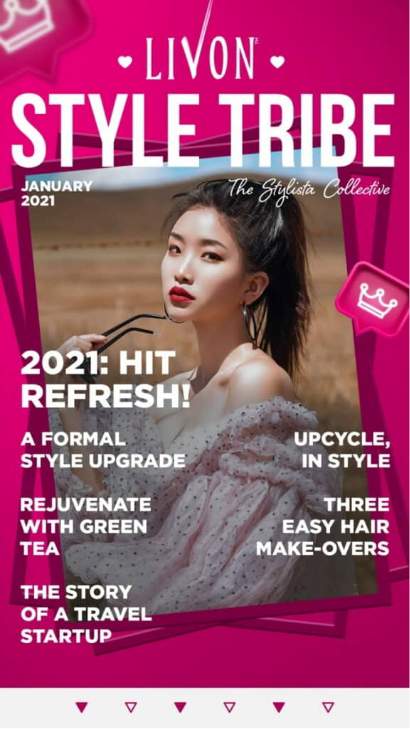 LIVON
STYLE TRIBE
JANUARY
2021
The Stylista Collective
2021: HIT
REFRESH!
A FORMAL
STYLE UPGRADE
UPCYCLE,
IN STYLE
REJUVENATE
WITH GREEN
TEA
THREE
EASY HAIR
MAKE-OVERS
THE STORY
OF A TRAVEL
STARTUP